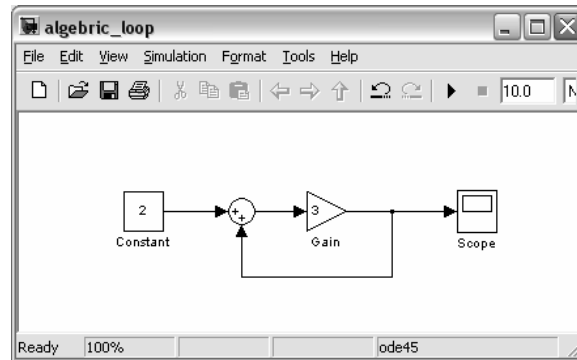 algebric_loop
File Edit View Simulation Format Tools Help
10.0 N
2 + + 3
Constant Gain Scope
Ready 100% ode45